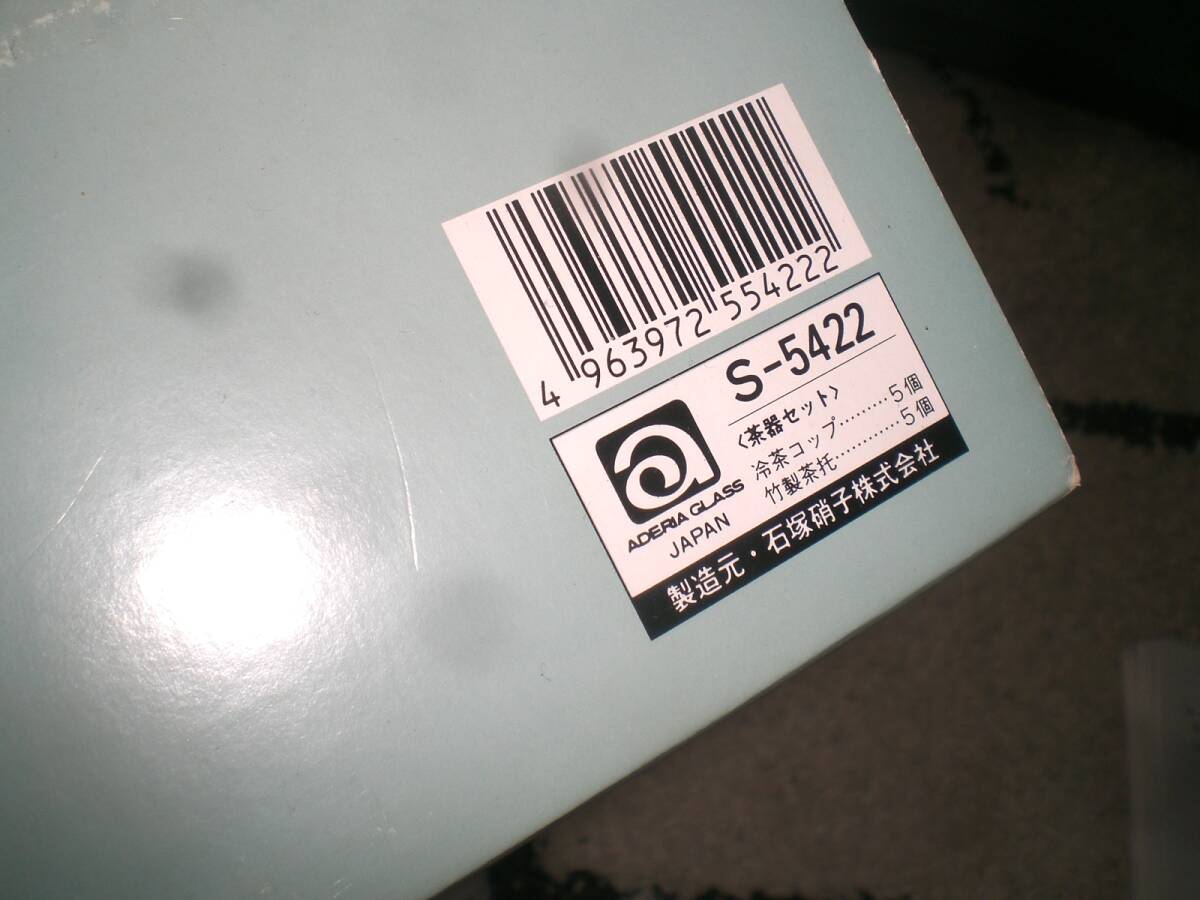 4 963972 554222
S-5422
〈茶器セット〉
冷茶コップ………5個
竹製茶托…………5個
a
ADERIA GLASS
JAPAN
製造元・石塚硝子株式会社